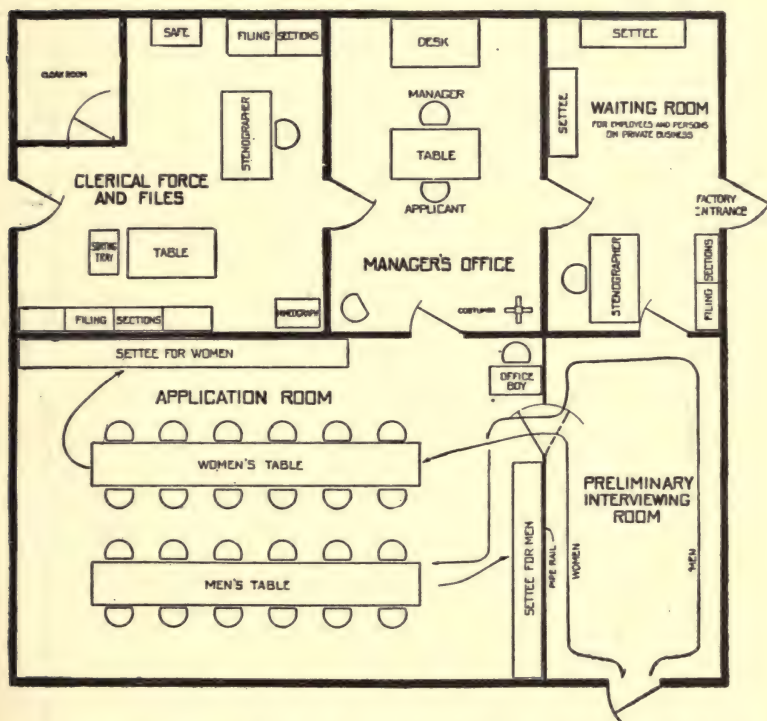 SAFE
FILING SECTIONS
DESK
SETTEE
CLOAK ROOM
STENOGRAPHER
MANAGER
SETTEE
WAITING ROOM
FOR EMPLOYEES AND PERSONS
ON PRIVATE BUSINESS
TABLE
CLERICAL FORCE
AND FILES
APPLICANT
FACTORY
ENTRANCE
SORTING
TRAY
TABLE
MANAGER'S OFFICE
STENOGRAPHER
FILING SECTIONS
FILING SECTIONS
MIMEOGRAPH
COSTUMER
SETTEE FOR WOMEN
OFFICE
BOY
APPLICATION ROOM
WOMEN'S TABLE
PRELIMINARY
INTERVIEWING
ROOM
MEN'S TABLE
SETTEE FOR MEN
PIPE RAIL
WOMEN
MEN